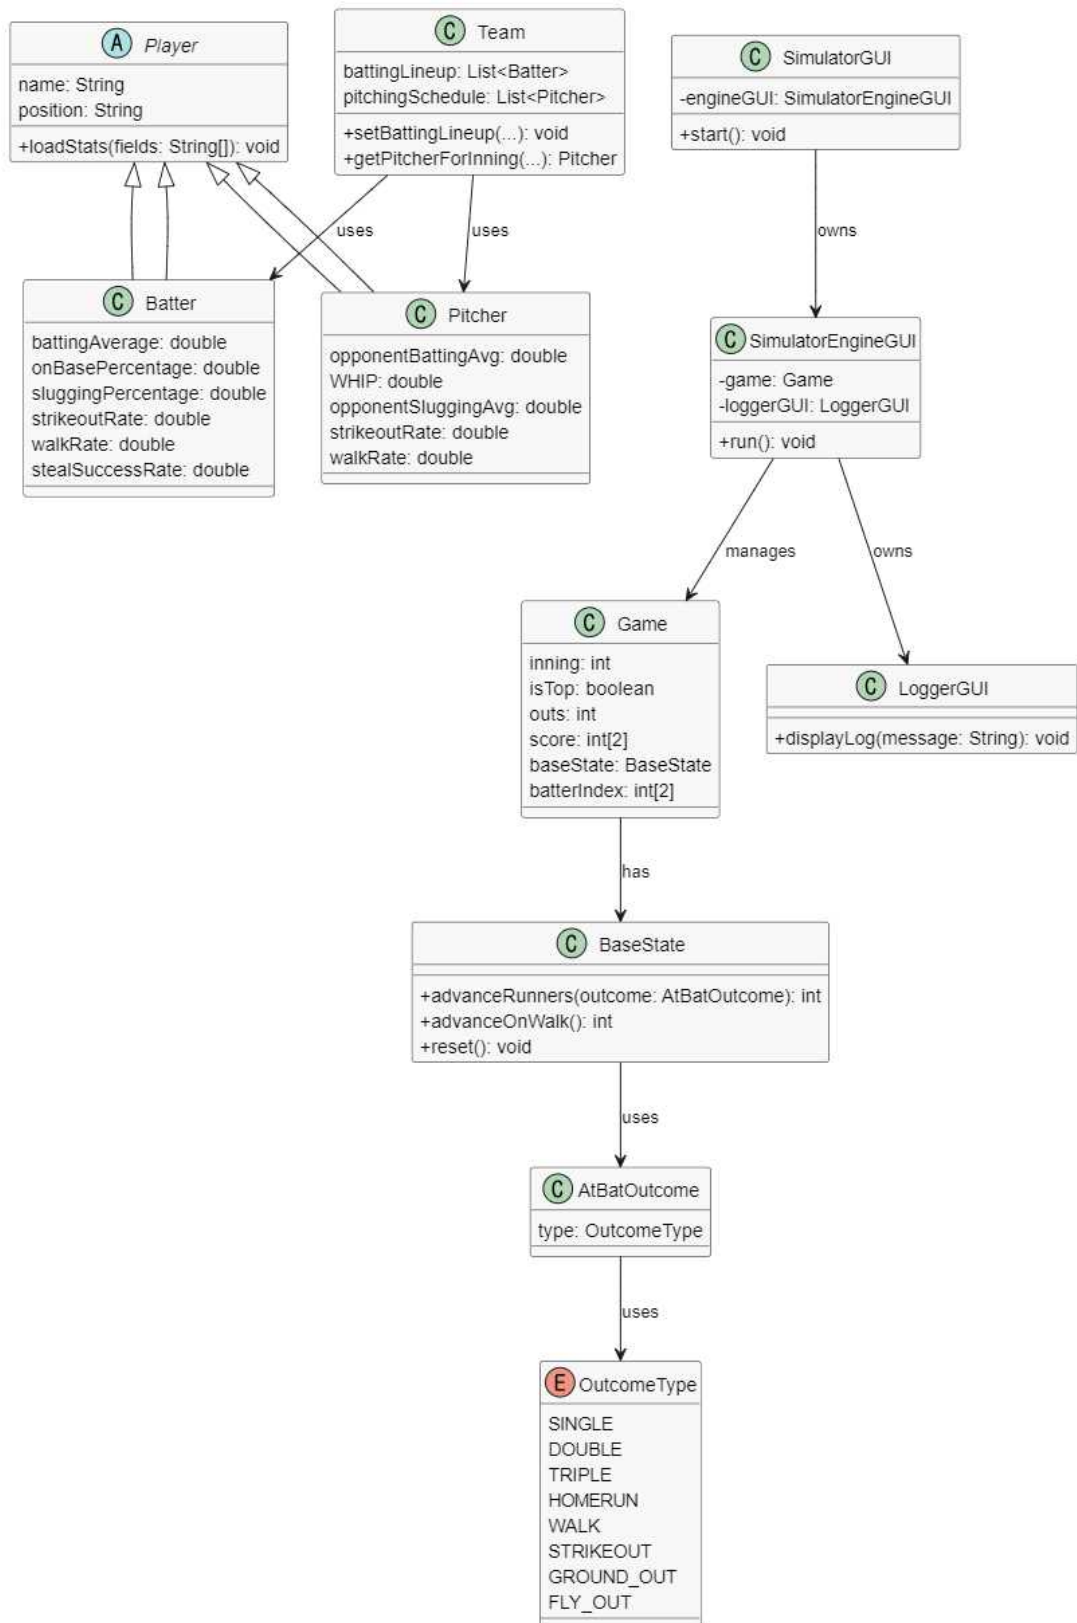 A Player
name: String
position: String
+loadStats(fields: String[]): void
C Team
battingLineup: List<Batter>
pitchingSchedule: List<Pitcher>
+setBattingLineup(...): void
+getPitcherForInning(...): Pitcher
C SimulatorGUI
-engineGUI: SimulatorEngineGUI
+start(): void
uses
uses
owns
C Batter
battingAverage: double
onBasePercentage: double
sluggingPercentage: double
strikeoutRate: double
walkRate: double
stealSuccessRate: double
C Pitcher
opponentBattingAvg: double
WHIP: double
opponentSluggingAvg: double
strikeoutRate: double
walkRate: double
C SimulatorEngineGUI
-game: Game
-loggerGUI: LoggerGUI
+run(): void
manages
owns
C Game
inning: int
isTop: boolean
outs: int
score: int[2]
baseState: BaseState
batterIndex: int[2]
C LoggerGUI
+displayLog(message: String): void
has
C BaseState
+advanceRunners(outcome: AtBatOutcome): int
+advanceOnWalk(): int
+reset(): void
uses
C AtBatOutcome
type: OutcomeType
uses
E OutcomeType
SINGLE
DOUBLE
TRIPLE
HOMERUN
WALK
STRIKEOUT
GROUND_OUT
FLY_OUT